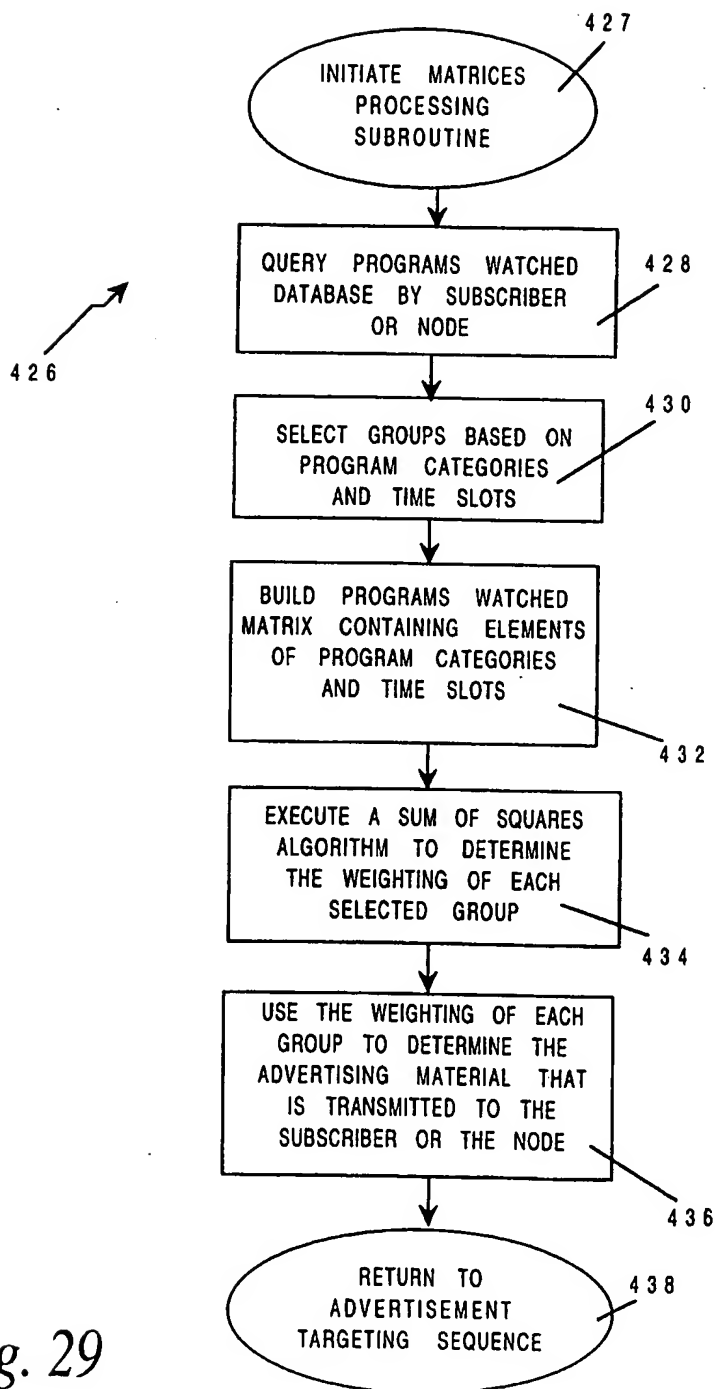 427
INITIATE MATRICES
PROCESSING
SUBROUTINE
QUERY PROGRAMS WATCHED
DATABASE BY SUBSCRIBER
OR NODE
428
426
SELECT GROUPS BASED ON
PROGRAM CATEGORIES
AND TIME SLOTS
430
BUILD PROGRAMS WATCHED
MATRIX CONTAINING ELEMENTS
OF PROGRAM CATEGORIES
AND TIME SLOTS
432
EXECUTE A SUM OF SQUARES
ALGORITHM TO DETERMINE
THE WEIGHTING OF EACH
SELECTED GROUP
434
USE THE WEIGHTING OF EACH
GROUP TO DETERMINE THE
ADVERTISING MATERIAL THAT
IS TRANSMITTED TO THE
SUBSCRIBER OR THE NODE
436
RETURN TO
ADVERTISEMENT
TARGETING SEQUENCE
438
g. 29